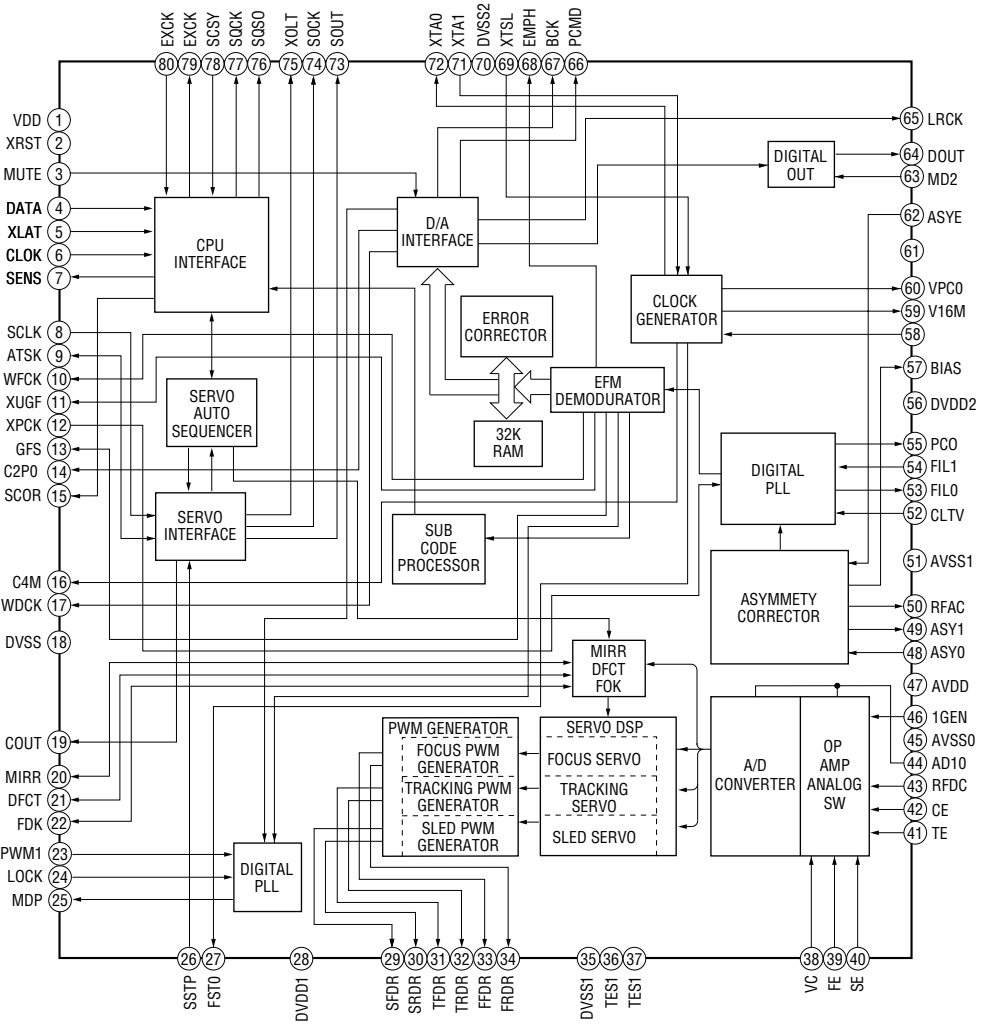 EXCK
EXCK
SCSY
SQCK
SQSO
XOLT
SOCK
SOUT
XTA0
XTA1
DVSS2
XTSL
EMPH
BCK
PCMD
80
79
78
77
76
75
74
73
72
71
70
69
68
67
66
VDD 1
XRST 2
MUTE 3
DATA 4
XLAT 5
CLOK 6
SENS 7
SCLK 8
ATSK 9
WFCK 10
XUGF 11
XPCK 12
GFS 13
C2P0 14
SCOR 15
C4M 16
WDCK 17
DVSS 18
COUT 19
MIRR 20
DFCT 21
FDK 22
PWM1 23
LOCK 24
MDP 25
CPU
INTERFACE
D/A
INTERFACE
DIGITAL
OUT
CLOCK
GENERATOR
ERROR
CORRECTOR
SERVO
AUTO
SEQUENCER
EFM
DEMODURATOR
32K
RAM
DIGITAL
PLL
SERVO
INTERFACE
SUB
CODE
PROCESSOR
ASYMMETY
CORRECTOR
MIRR
DFCT
FOK
PWM GENERATOR
FOCUS PWM
GENERATOR
TRACKING PWM
GENERATOR
SLED PWM
GENERATOR
SERVO DSP
FOCUS SERVO
TRACKING
SERVO
SLED SERVO
A/D
CONVERTER
OP
AMP
ANALOG
SW
DIGITAL
PLL
65 LRCK
64 DOUT
63 MD2
62 ASYE
61
60 VPC0
59 V16M
58
57 BIAS
56 DVDD2
55 PCO
54 FIL1
53 FIL0
52 CLTV
51 AVSS1
50 RFAC
49 ASY1
48 ASY0
47 AVDD
46 1GEN
45 AVSS0
44 AD10
43 RFDC
42 CE
41 TE
26
27
28
29
30
31
32
33
34
35
36
37
38
39
40
SSTP
FST0
DVDD1
SFDR
SRDR
TFDR
TRDR
FFDR
FRDR
DVSS1
TES1
TES1
VC
FE
SE